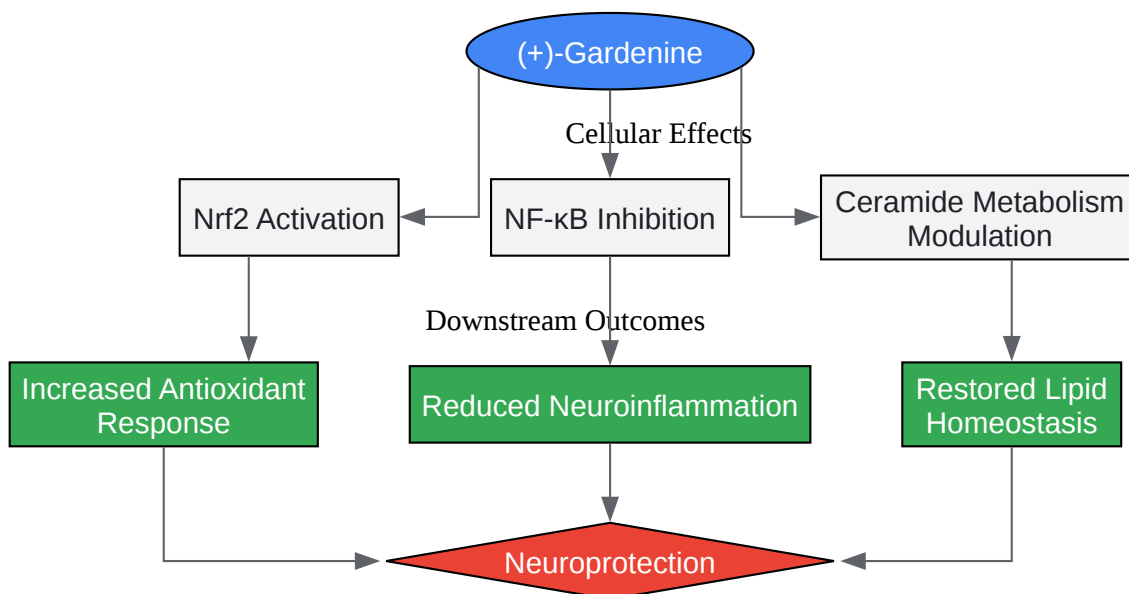 (+)-Gardenine
Cellular Effects
Nrf2 Activation
NF-κB Inhibition
Ceramide Metabolism
Modulation
Downstream Outcomes
Increased Antioxidant
Response
Reduced Neuroinflammation
Restored Lipid
Homeostasis
Neuroprotection